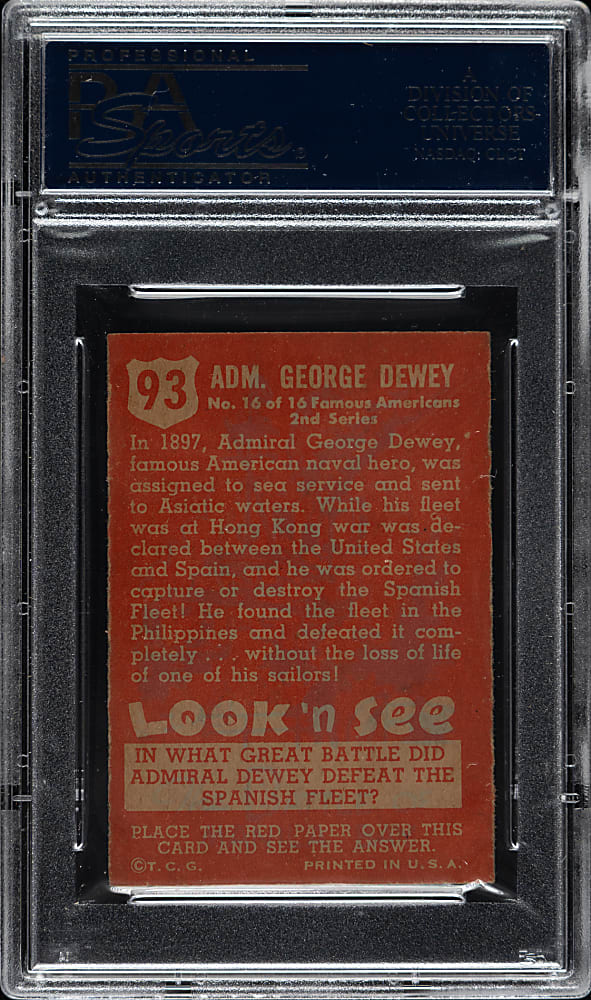 PROFESSIONAL
PSA
Sports
AUTHENTICATOR
A
DIVISION OF
COLLECTORS
UNIVERSE
NASDAQ: CLCT
93
ADM. GEORGE DEWEY
No. 16 of 16 Famous Americans
2nd Series
In 1897, Admiral George Dewey,
famous American naval hero, was
assigned to sea service and sent
to Asiatic waters. While his fleet
was at Hong Kong war was de-
clared between the United States
and Spain, and he was ordered to
capture or destroy the Spanish
Fleet! He found the fleet in the
Philippines and defeated it com-
pletely . . . without the loss of life
of one of his sailors!
LOOK 'n See
IN WHAT GREAT BATTLE DID
ADMIRAL DEWEY DEFEAT THE
SPANISH FLEET?
PLACE THE RED PAPER OVER THIS
CARD AND SEE THE ANSWER.
©T. C. G. PRINTED IN U. S. A.